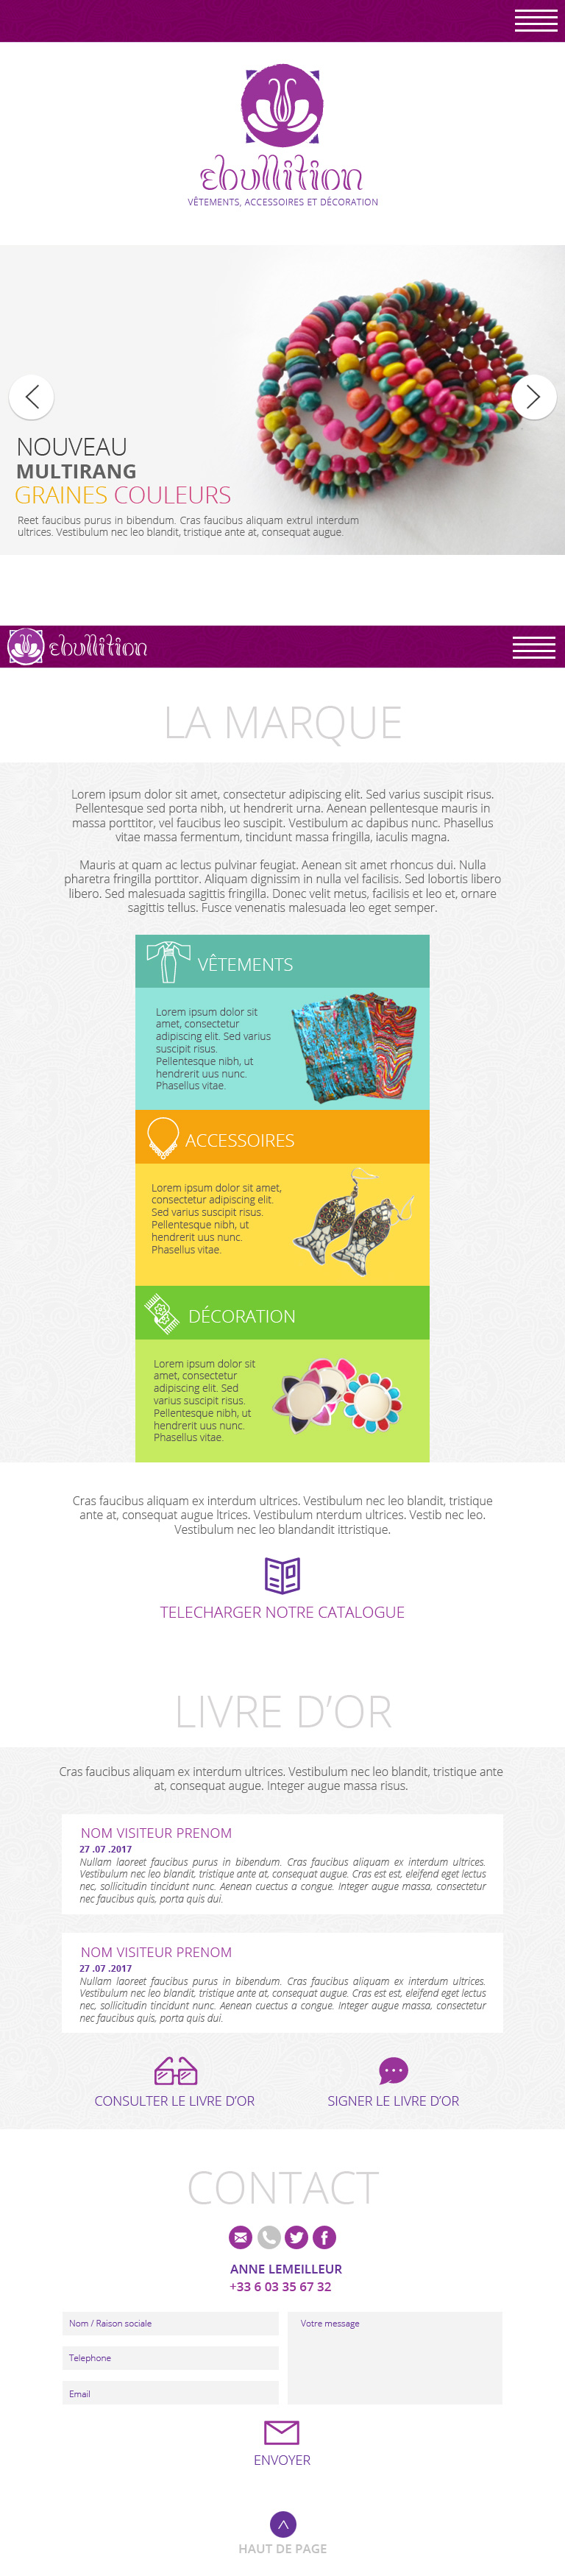 ebullition
VÊTEMENTS, ACCESSOIRES ET DÉCORATION
NOUVEAU
MULTIRANG
GRAINES COULEURS
Reet faucibus purus in bibendum. Cras faucibus aliquam extrul interdum
ultrices. Vestibulum nec leo blandit, tristique ante at, consequat augue.
ebullition
LA MARQUE
Lorem ipsum dolor sit amet, consectetur adipiscing elit. Sed varius suscipit risus.
Pellentesque sed porta nibh, ut hendrerit urna. Aenean pellentesque mauris in
massa porttitor, vel faucibus leo suscipit. Vestibulum ac dapibus nunc. Phasellus
vitae massa fermentum, tincidunt massa fringilla, iaculis magna.
Mauris at quam ac lectus pulvinar feugiat. Aenean sit amet rhoncus dui. Nulla
pharetra fringilla porttitor. Aliquam dignissim in nulla vel facilisis. Sed lobortis libero
libero. Sed malesuada sagittis fringilla. Donec velit metus, facilisis et leo et, ornare
sagittis tellus. Fusce venenatis malesuada leo eget semper.
VÊTEMENTS
Lorem ipsum dolor sit
amet, consectetur
adipiscing elit. Sed varius
suscipit risus.
Pellentesque nibh, ut
hendrerit uus nunc.
Phasellus vitae.
ACCESSOIRES
Lorem ipsum dolor sit amet,
consectetur adipiscing elit.
Sed varius suscipit risus.
Pellentesque nibh, ut
hendrerit uus nunc.
Phasellus vitae.
DÉCORATION
Lorem ipsum dolor sit
amet, consectetur
adipiscing elit. Sed
varius suscipit risus.
Pellentesque nibh, ut
hendrerit uus nunc.
Phasellus vitae.
Cras faucibus aliquam ex interdum ultrices. Vestibulum nec leo blandit, tristique
ante at, consequat augue ltrices. Vestibulum nterdum ultrices. Vestib nec leo.
Vestibulum nec leo blandandit ittristique.
TELECHARGER NOTRE CATALOGUE
LIVRE D'OR
Cras faucibus aliquam ex interdum ultrices. Vestibulum nec leo blandit, tristique ante
at, consequat augue. Integer augue massa risus.
NOM VISITEUR PRENOM
27 .07 .2017
Nullam laoreet faucibus purus in bibendum. Cras faucibus aliquam ex interdum ultrices.
Vestibulum nec leo blandit, tristique ante at, consequat augue. Cras est est, eleifend eget lectus
nec, sollicitudin tincidunt nunc. Aenean cuectus a congue. Integer augue massa, consectetur
nec faucibus quis, porta quis dui.
NOM VISITEUR PRENOM
27 .07 .2017
Nullam laoreet faucibus purus in bibendum. Cras faucibus aliquam ex interdum ultrices.
Vestibulum nec leo blandit, tristique ante at, consequat augue. Cras est est, eleifend eget lectus
nec, sollicitudin tincidunt nunc. Aenean cuectus a congue. Integer augue massa, consectetur
nec faucibus quis, porta quis dui.
CONSULTER LE LIVRE D'OR
SIGNER LE LIVRE D'OR
CONTACT
ANNE LEMEILLEUR
+33 6 03 35 67 32
Nom / Raison sociale
Votre message
Telephone
Email
ENVOYER
HAUT DE PAGE